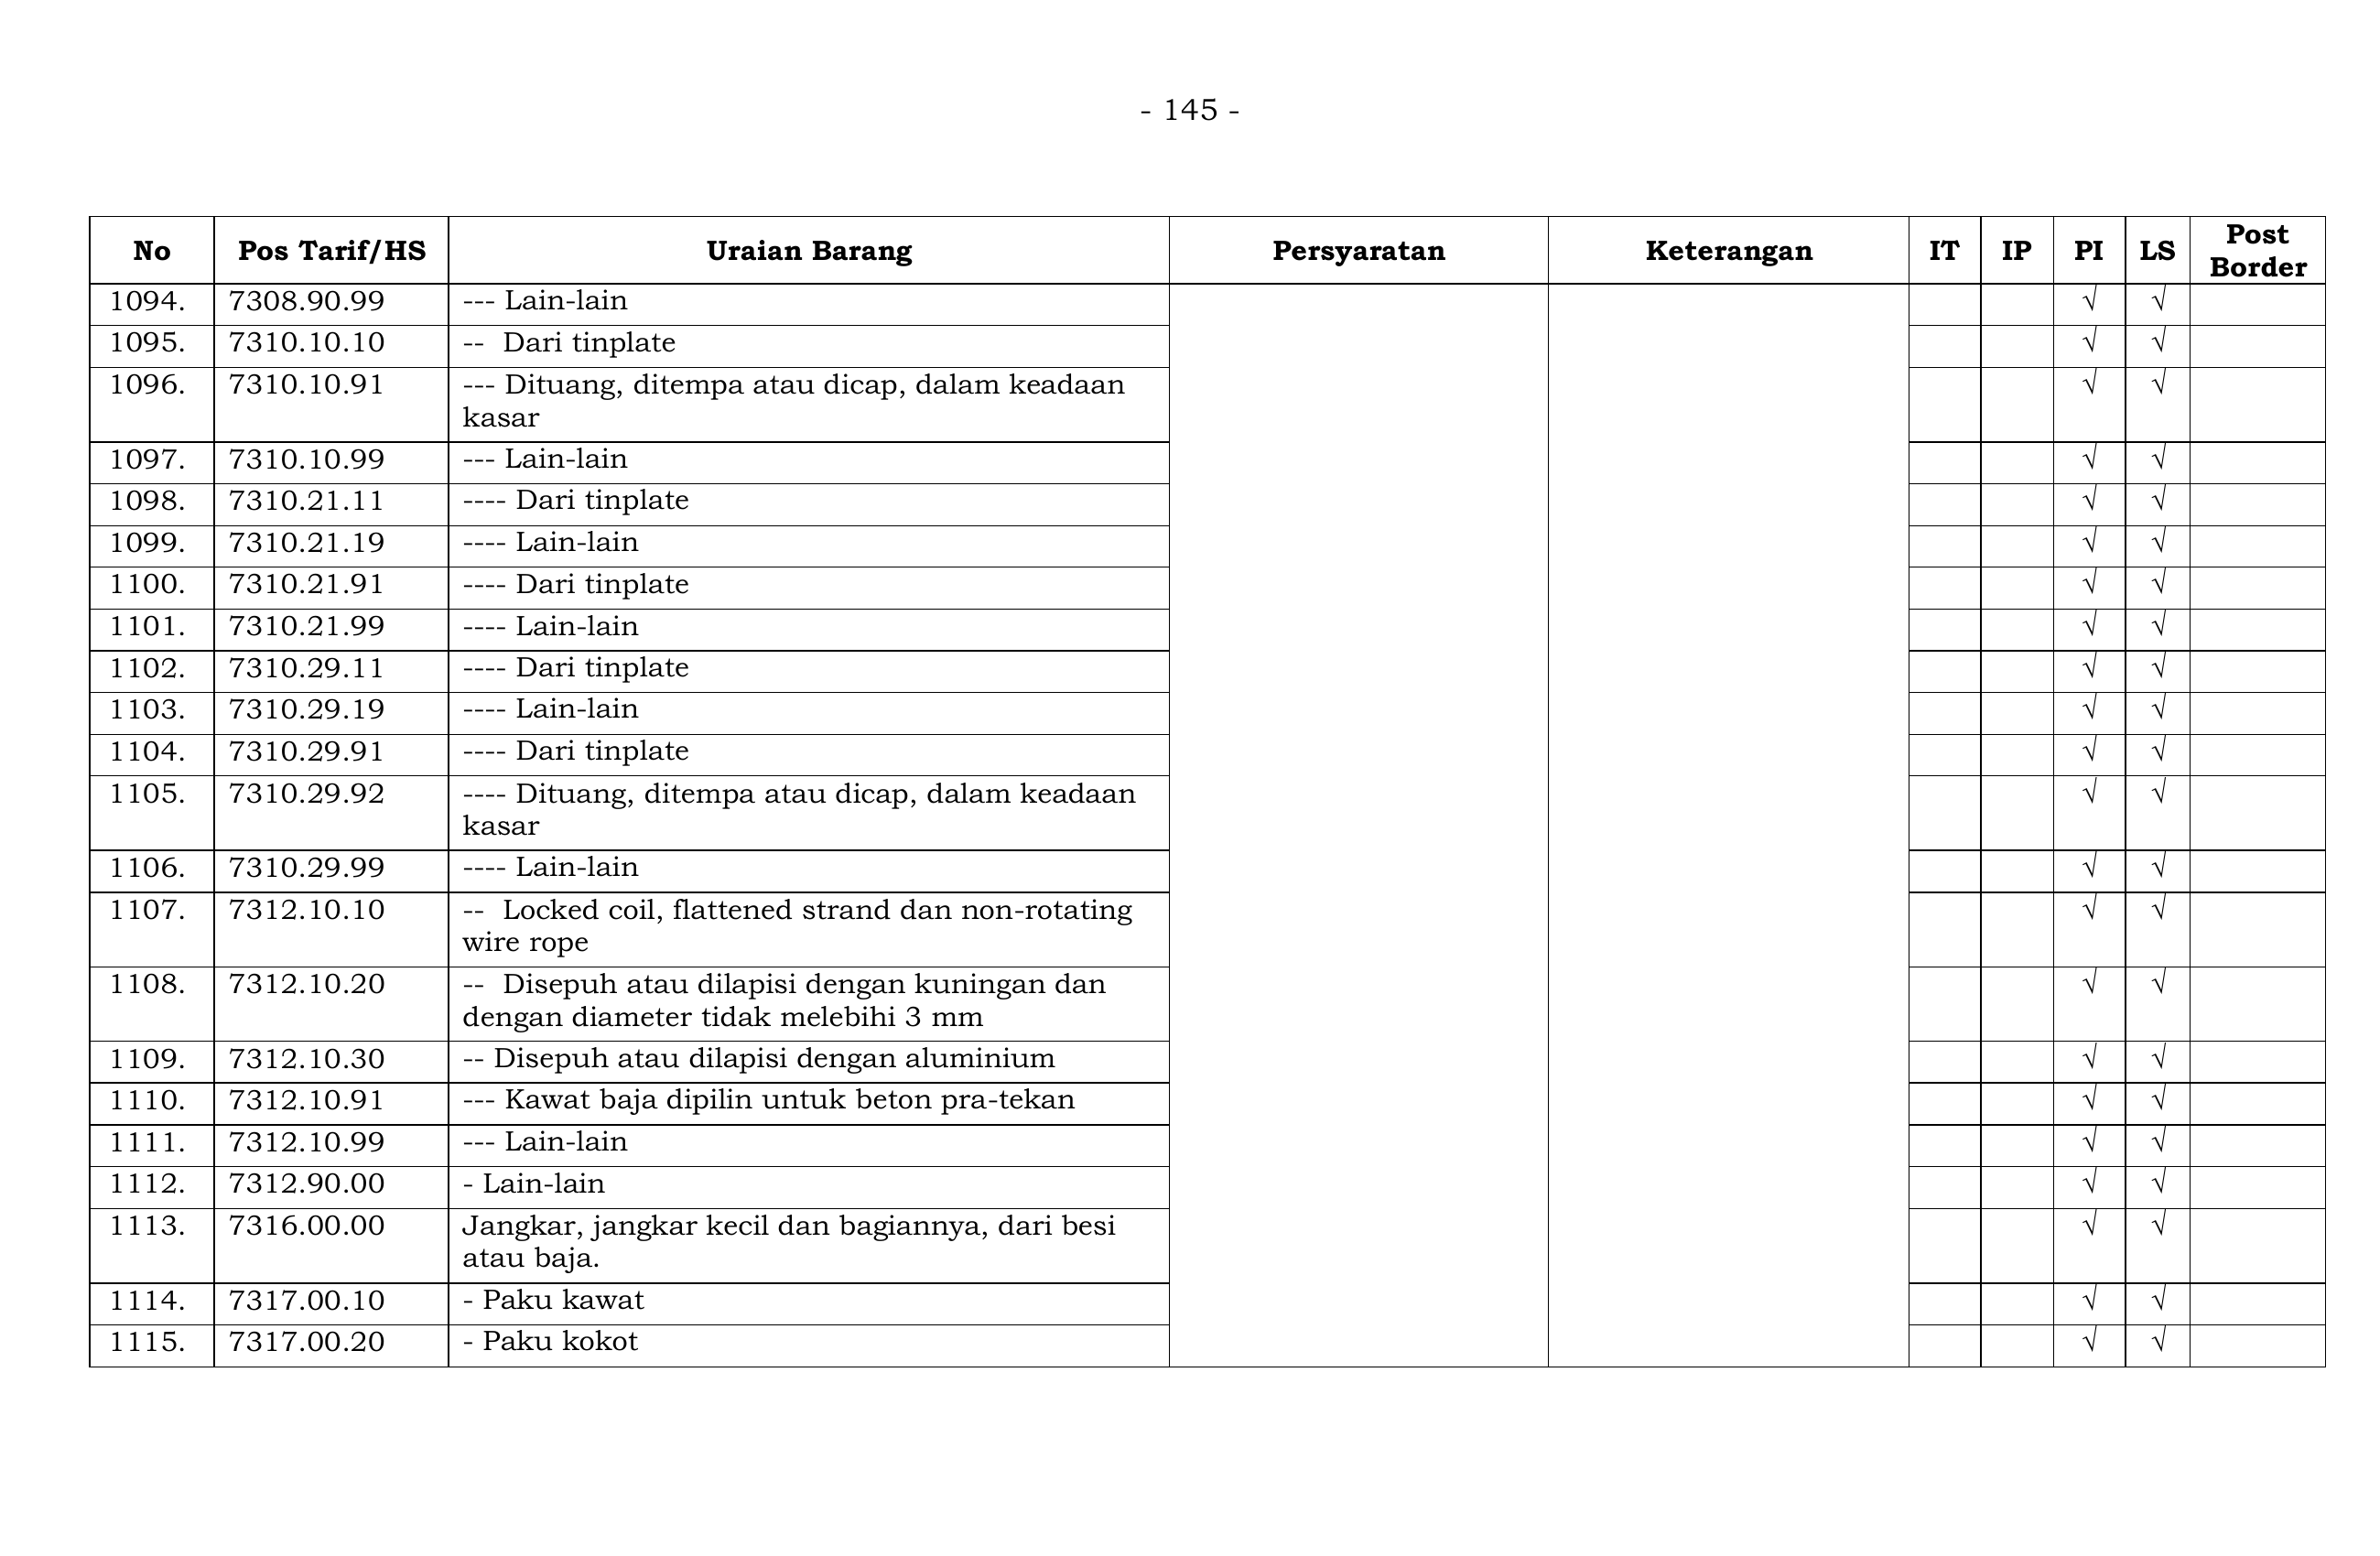 - 145 -
No Pos Tarif/HS Uraian Barang Persyaratan Keterangan IT IP PI LS Post Border
1094. 7308.90.99 --- Lain-lain √ √
1095. 7310.10.10 -- Dari tinplate √ √
1096. 7310.10.91 --- Dituang, ditempa atau dicap, dalam keadaan √ √
kasar
1097. 7310.10.99 --- Lain-lain √ √
1098. 7310.21.11 ---- Dari tinplate √ √
1099. 7310.21.19 ---- Lain-lain √ √
1100. 7310.21.91 ---- Dari tinplate √ √
1101. 7310.21.99 ---- Lain-lain √ √
1102. 7310.29.11 ---- Dari tinplate √ √
1103. 7310.29.19 ---- Lain-lain √ √
1104. 7310.29.91 ---- Dari tinplate √ √
1105. 7310.29.92 ---- Dituang, ditempa atau dicap, dalam keadaan √ √
kasar
1106. 7310.29.99 ---- Lain-lain √ √
1107. 7312.10.10 -- Locked coil, flattened strand dan non-rotating √ √
wire rope
1108. 7312.10.20 -- Disepuh atau dilapisi dengan kuningan dan √ √
dengan diameter tidak melebihi 3 mm
1109. 7312.10.30 -- Disepuh atau dilapisi dengan aluminium √ √
1110. 7312.10.91 --- Kawat baja dipilin untuk beton pra-tekan √ √
1111. 7312.10.99 --- Lain-lain √ √
1112. 7312.90.00 - Lain-lain √ √
1113. 7316.00.00 Jangkar, jangkar kecil dan bagiannya, dari besi √ √
atau baja.
1114. 7317.00.10 - Paku kawat √ √
1115. 7317.00.20 - Paku kokot √ √